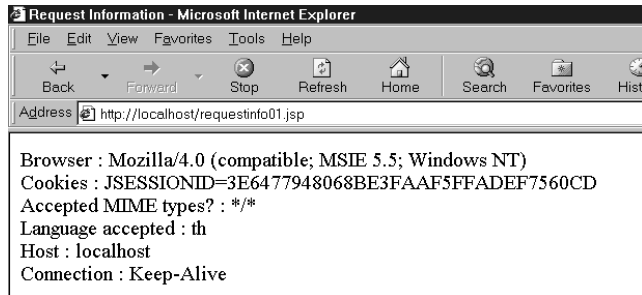 Request Information - Microsoft Internet Explorer
File Edit View Favorites Tools Help
Back Forward Stop Refresh Home Search Favorites Hist
Address http://localhost/requestinfo01.jsp
Browser : Mozilla/4.0 (compatible; MSIE 5.5; Windows NT)
Cookies : JSESSIONID=3E6477948068BE3FAAF5FFADEF7560CD
Accepted MIME types? : */*
Language accepted : th
Host : localhost
Connection : Keep-Alive